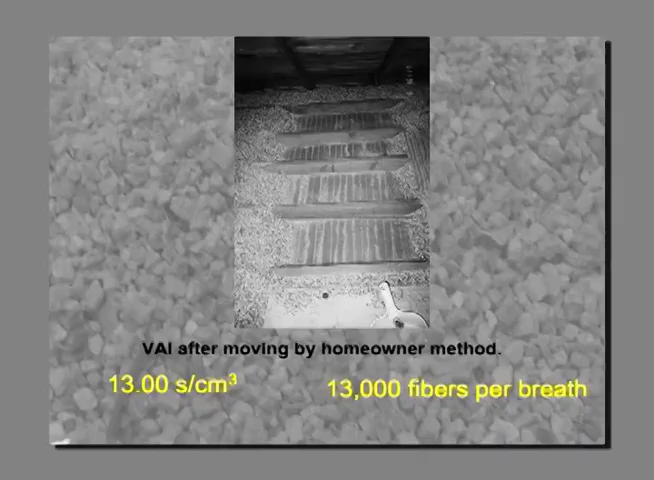 VAI after moving by homeowner method.
13.00 s/cm³
13,000 fibers per breath